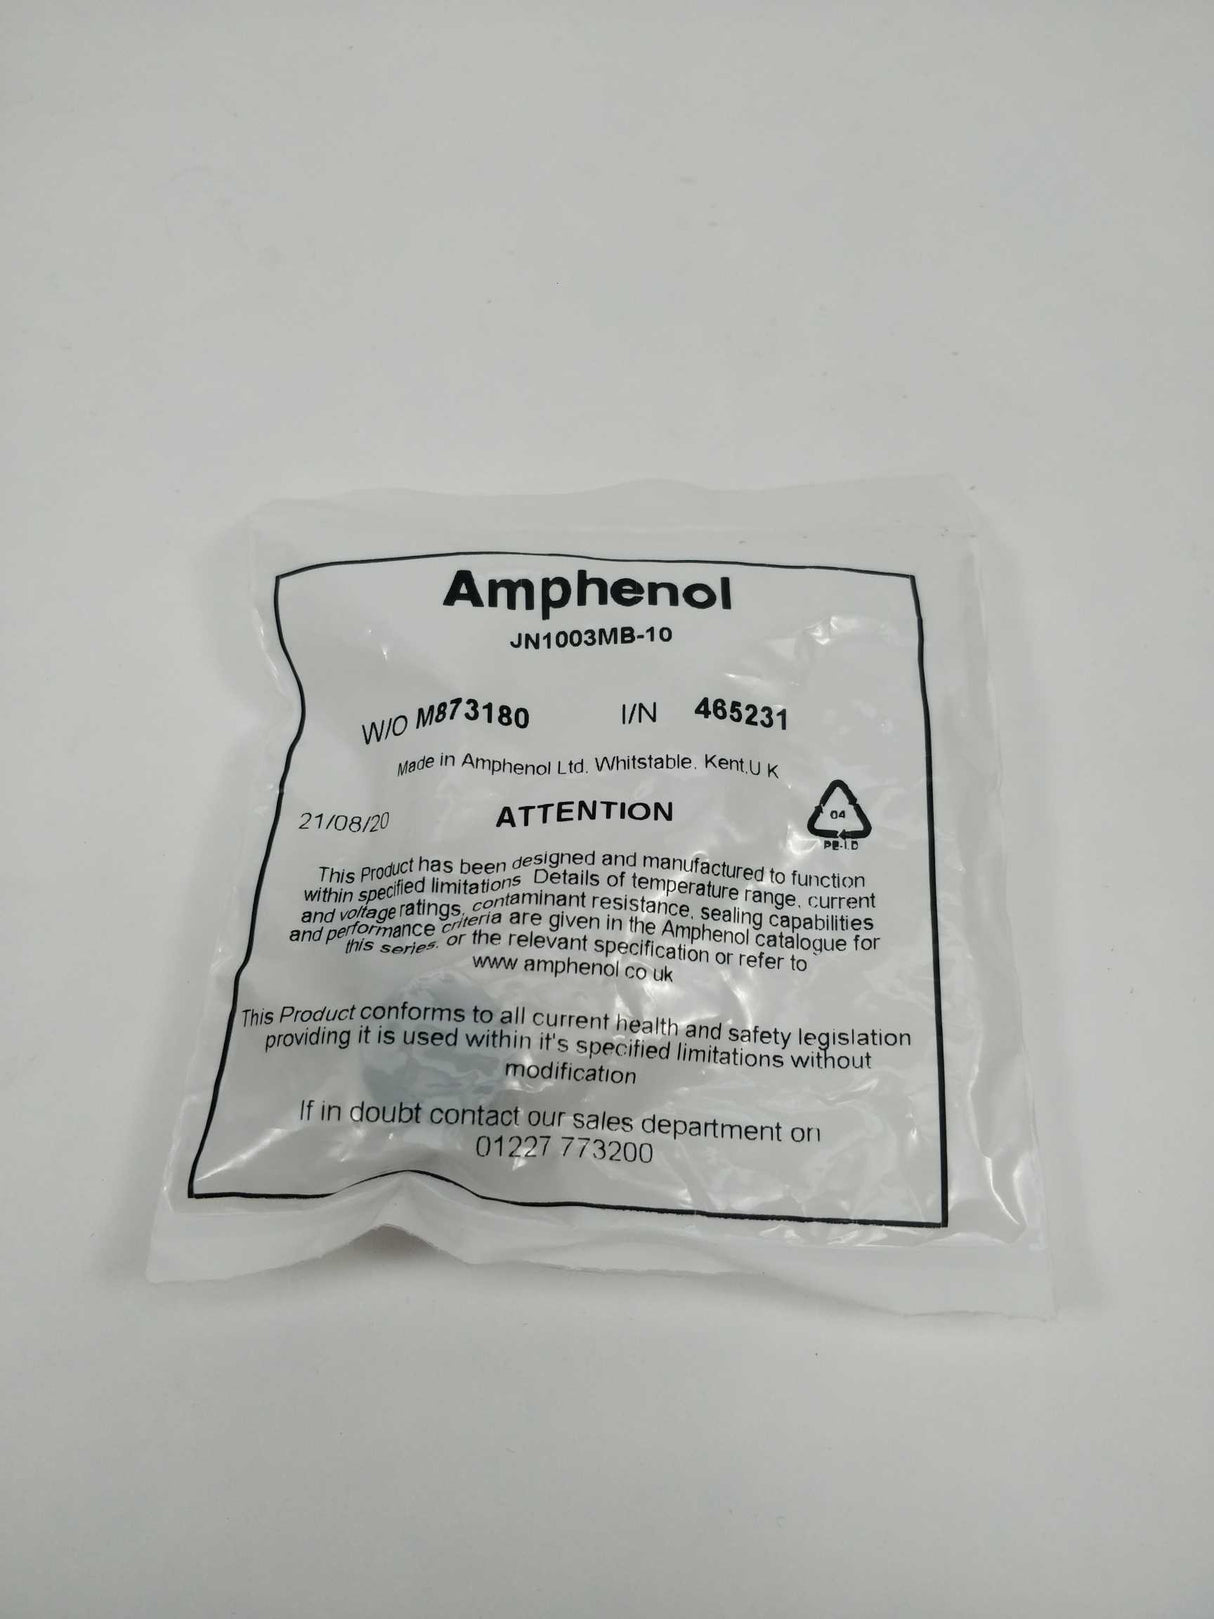 Amphenol
JN1003MB-10
W/O M873180 I/N 465231
Made in Amphenol Ltd. Whitstable. Kent,U K
21/08/20 ATTENTION
04
PE-LD
This Product has been designed and manufactured to function
within specified limitations Details of temperature range, current
and voltage ratings, contaminant resistance, sealing capabilities
and performance criteria are given in the Amphenol catalogue for
this series, or the relevant specification or refer to
www amphenol co uk
This Product conforms to all current health and safety legislation
providing it is used within it's specified limitations without
modification
If in doubt contact our sales department on
01227 773200